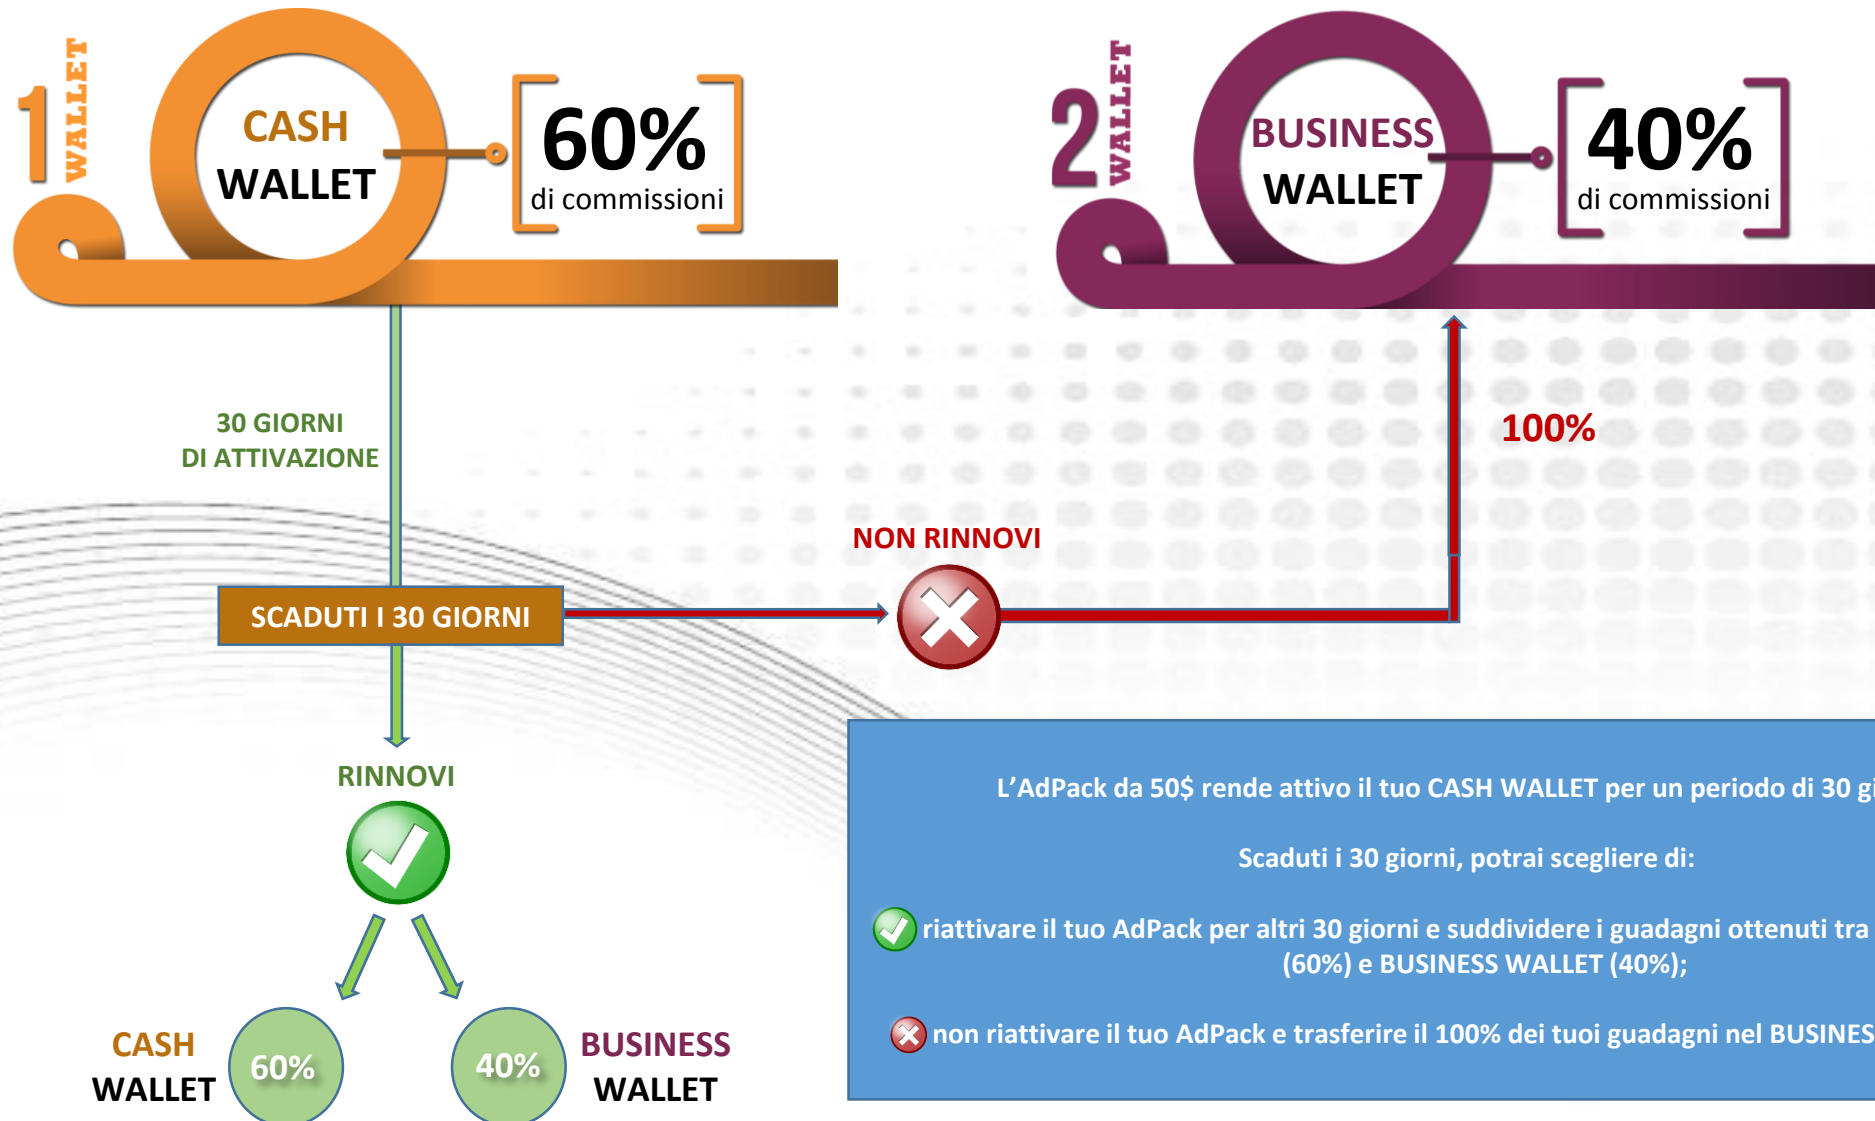 1 WALLET
CASH
WALLET
60%
di commissioni
2 WALLET
BUSINESS
WALLET
40%
di commissioni
30 GIORNI
DI ATTIVAZIONE
100%
NON RINNOVI
SCADUTI I 30 GIORNI
RINNOVI
CASH
WALLET
60%
40%
BUSINESS
WALLET
L’AdPack da 50$ rende attivo il tuo CASH WALLET per un periodo di 30
Scaduti i 30 giorni, potrai scegliere di:
riattivare il tuo AdPack per altri 30 giorni e suddividere i guadagni ottenuti tra
(60%) e BUSINESS WALLET (40%);
non riattivare il tuo AdPack e trasferire il 100% dei tuoi guadagni nel